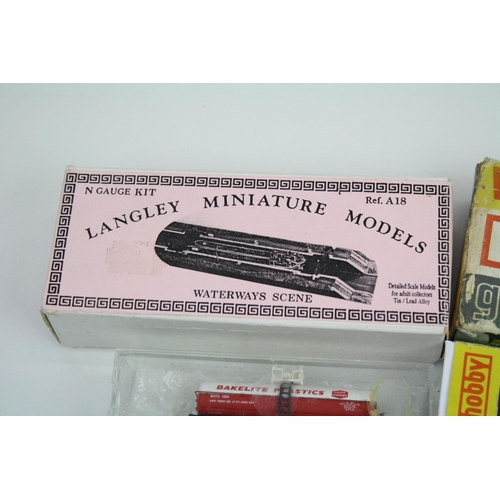 N GAUGE KIT
Ref. A18
LANGLEY MINIATURE MODELS
WATERWAYS SCENE
Detailed Scale Models
for adult collectors
Tin / Lead Alloy
BAKELITE PLASTICS
hobby